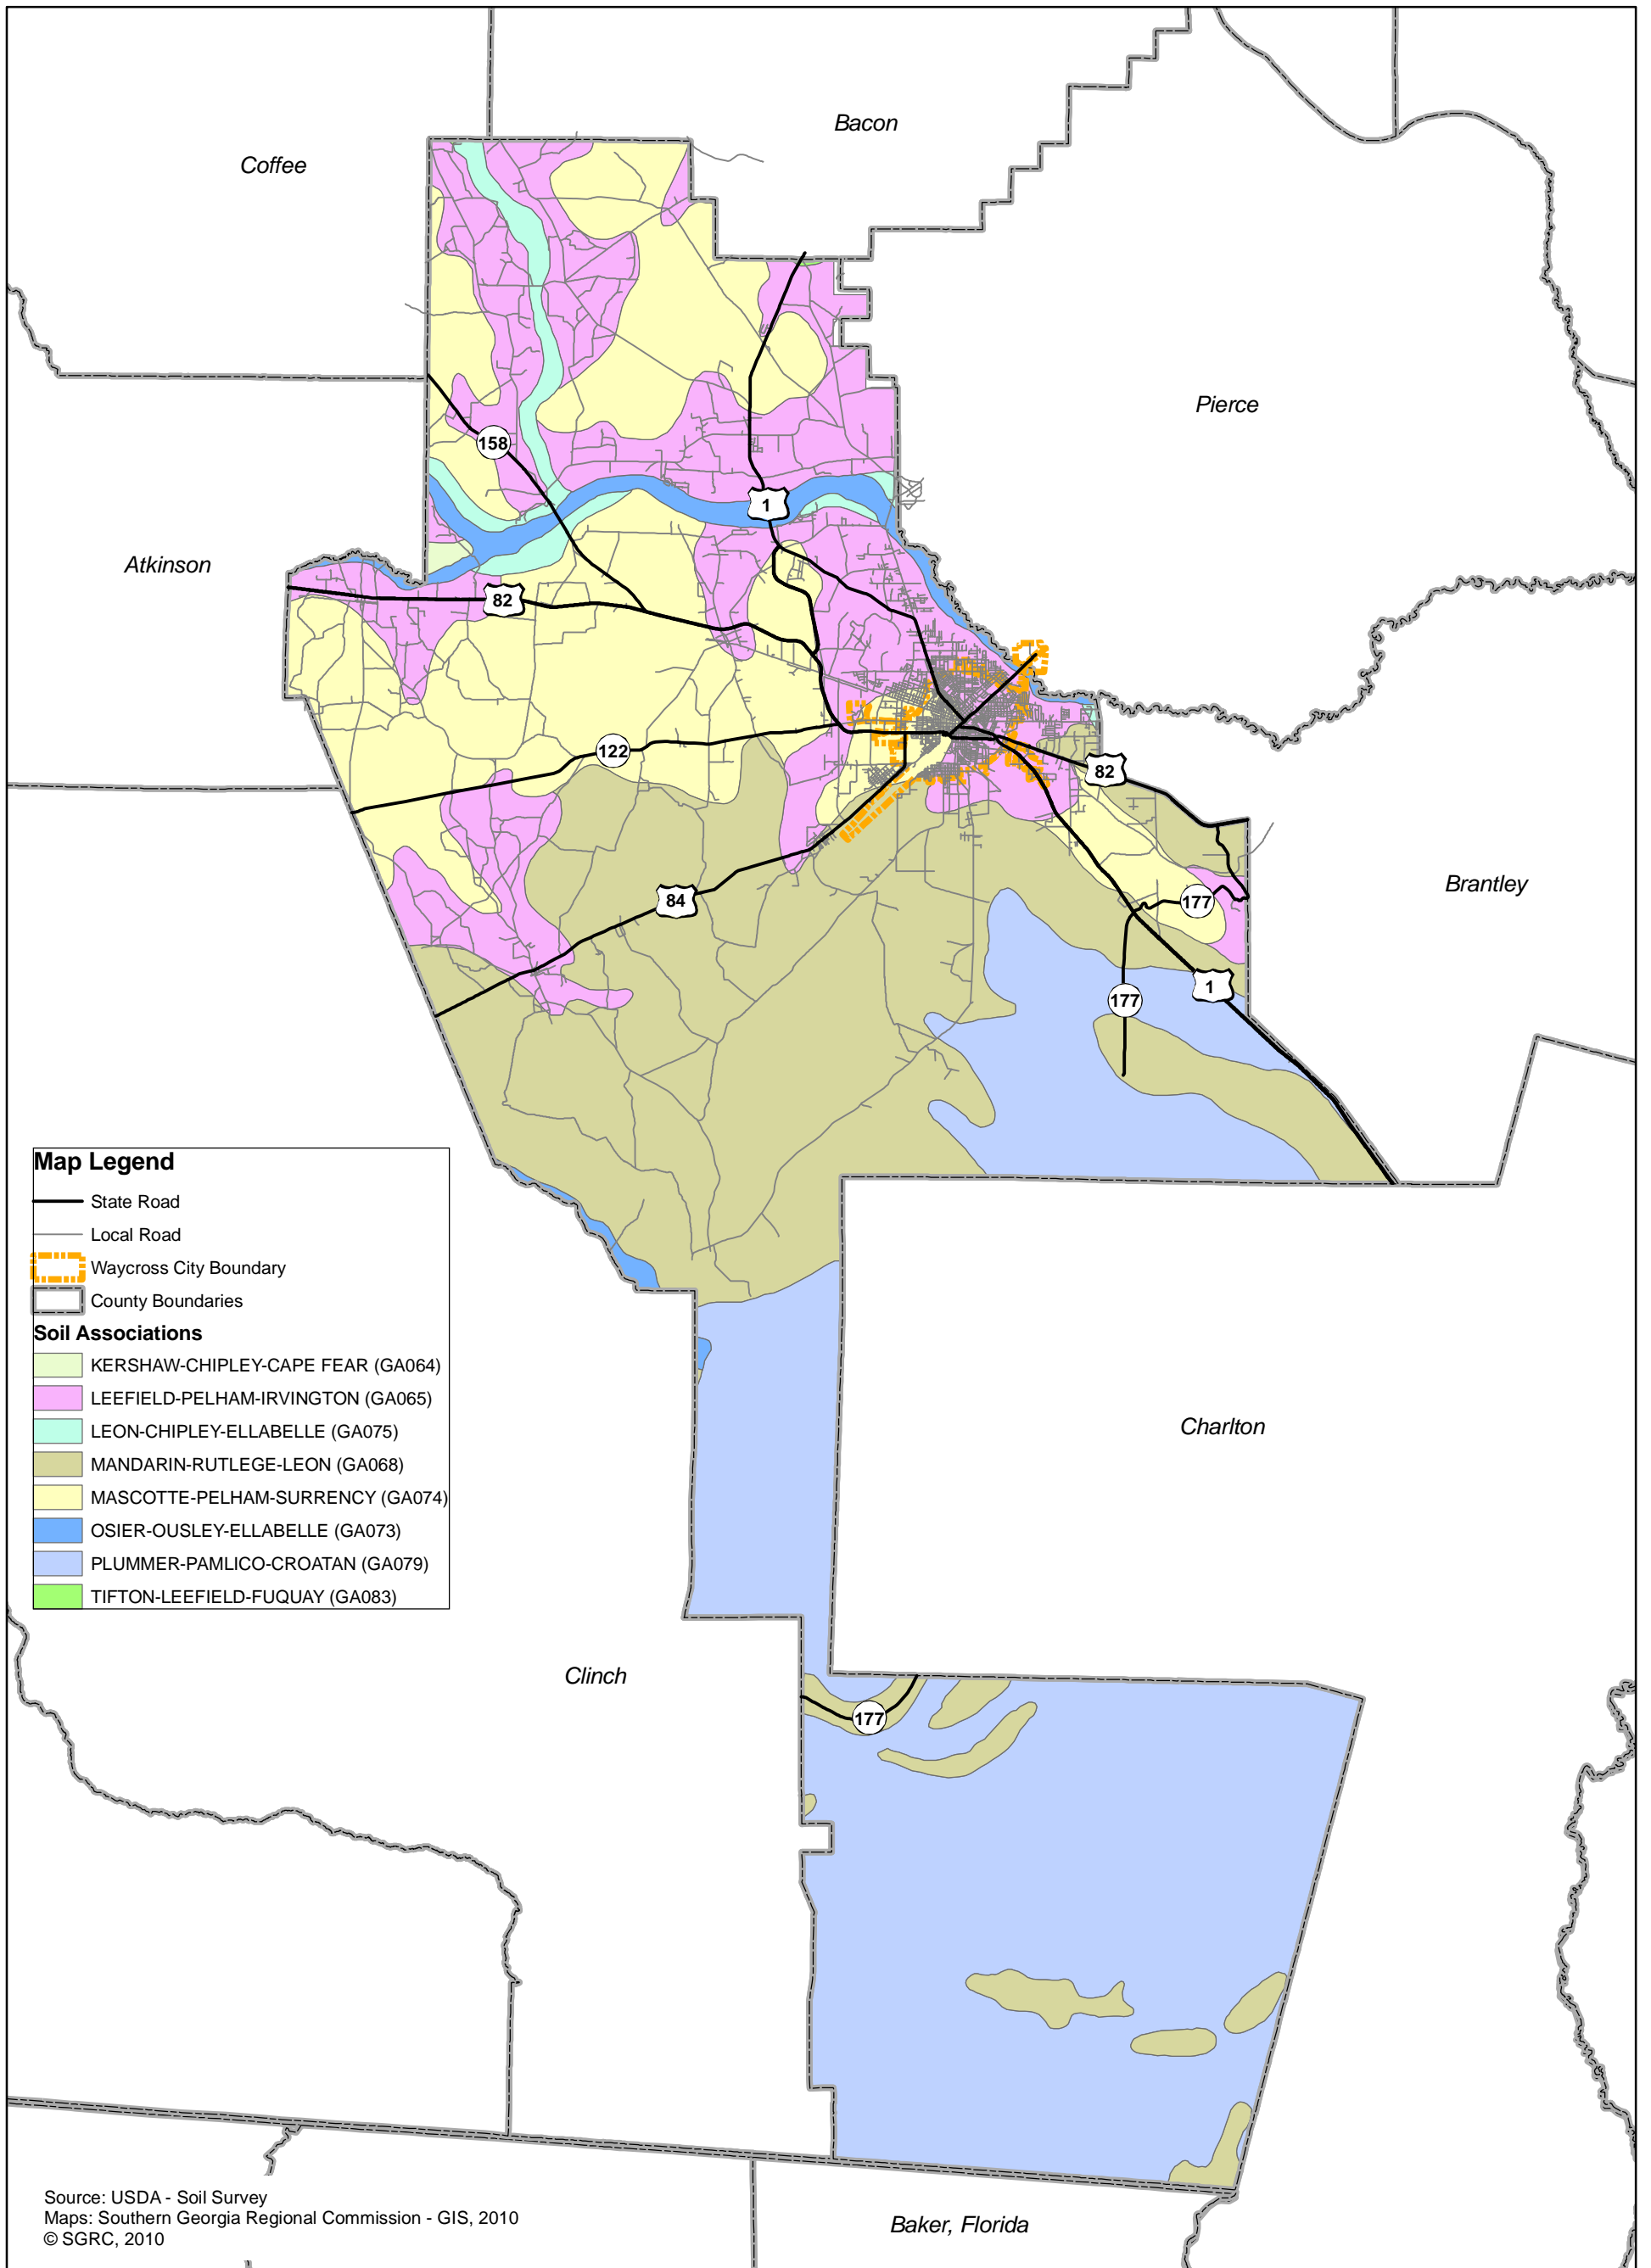 Bacon
Coffee
Pierce
158
1
Atkinson
82
122
82
84
177
Brantley
177
1
Map Legend
State Road
Local Road
Waycross City Boundary
County Boundaries
Soil Associations
KERSHAW-CHIPLEY-CAPE FEAR (GA064)
LEEFIELD-PELHAM-IRVINGTON (GA065)
LEON-CHIPLEY-ELLABELLE (GA075)
MANDARIN-RUTLEGE-LEON (GA068)
MASCOTTE-PELHAM-SURRENCY (GA074)
OSIER-OUSLEY-ELLABELLE (GA073)
PLUMMER-PAMLICO-CROATAN (GA079)
TIFTON-LEEFIELD-FUQUAY (GA083)
Charlton
Clinch
177
Source: USDA - Soil Survey
Maps: Southern Georgia Regional Commission - GIS, 2010
© SGRC, 2010
Baker, Florida